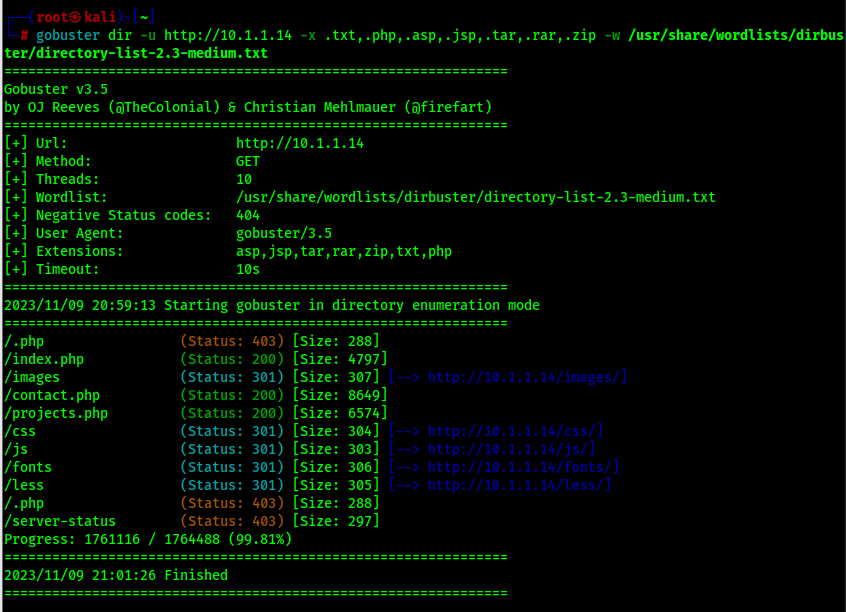 ┌──(root㉿kali)-[~]
└─# gobuster dir -u http://10.1.1.14 -x .txt,.php,.asp,.jsp,.tar,.rar,.zip -w /usr/share/wordlists/dirbus
ter/directory-list-2.3-medium.txt
===============================================================
Gobuster v3.5
by OJ Reeves (@TheColonial) & Christian Mehlmauer (@firefart)
===============================================================
[+] Url:                     http://10.1.1.14
[+] Method:                  GET
[+] Threads:                 10
[+] Wordlist:                /usr/share/wordlists/dirbuster/directory-list-2.3-medium.txt
[+] Negative Status codes:   404
[+] User Agent:              gobuster/3.5
[+] Extensions:              asp,jsp,tar,rar,zip,txt,php
[+] Timeout:                 10s
===============================================================
2023/11/09 20:59:13 Starting gobuster in directory enumeration mode
===============================================================
/.php                 (Status: 403) [Size: 288]
/index.php            (Status: 200) [Size: 4797]
/images               (Status: 301) [Size: 307] [--> http://10.1.1.14/images/]
/contact.php          (Status: 200) [Size: 8649]
/projects.php         (Status: 200) [Size: 6574]
/css                  (Status: 301) [Size: 304] [--> http://10.1.1.14/css/]
/js                   (Status: 301) [Size: 303] [--> http://10.1.1.14/js/]
/fonts                (Status: 301) [Size: 306] [--> http://10.1.1.14/fonts/]
/less                 (Status: 301) [Size: 305] [--> http://10.1.1.14/less/]
/.php                 (Status: 403) [Size: 288]
/server-status        (Status: 403) [Size: 297]
Progress: 1761116 / 1764488 (99.81%)
===============================================================
2023/11/09 21:01:26 Finished
===============================================================